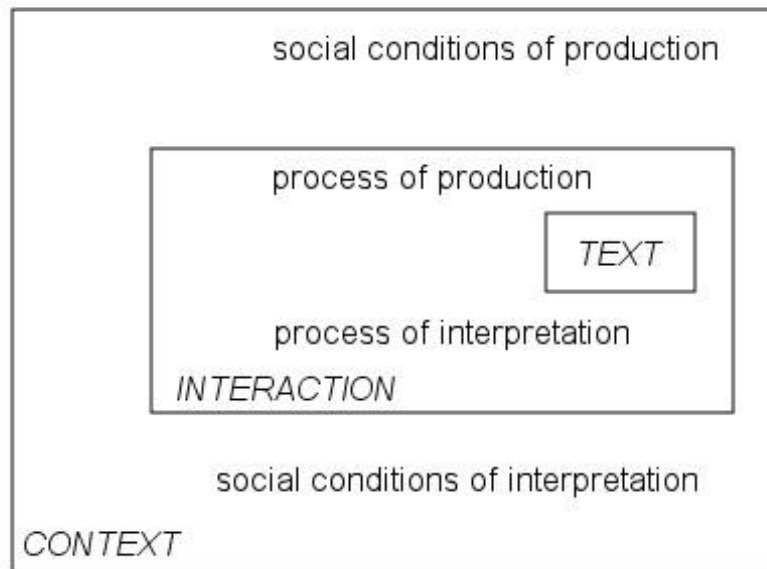 social conditions of production
process of production
TEXT
process of interpretation
INTERACTION
social conditions of interpretation
CONTEXT